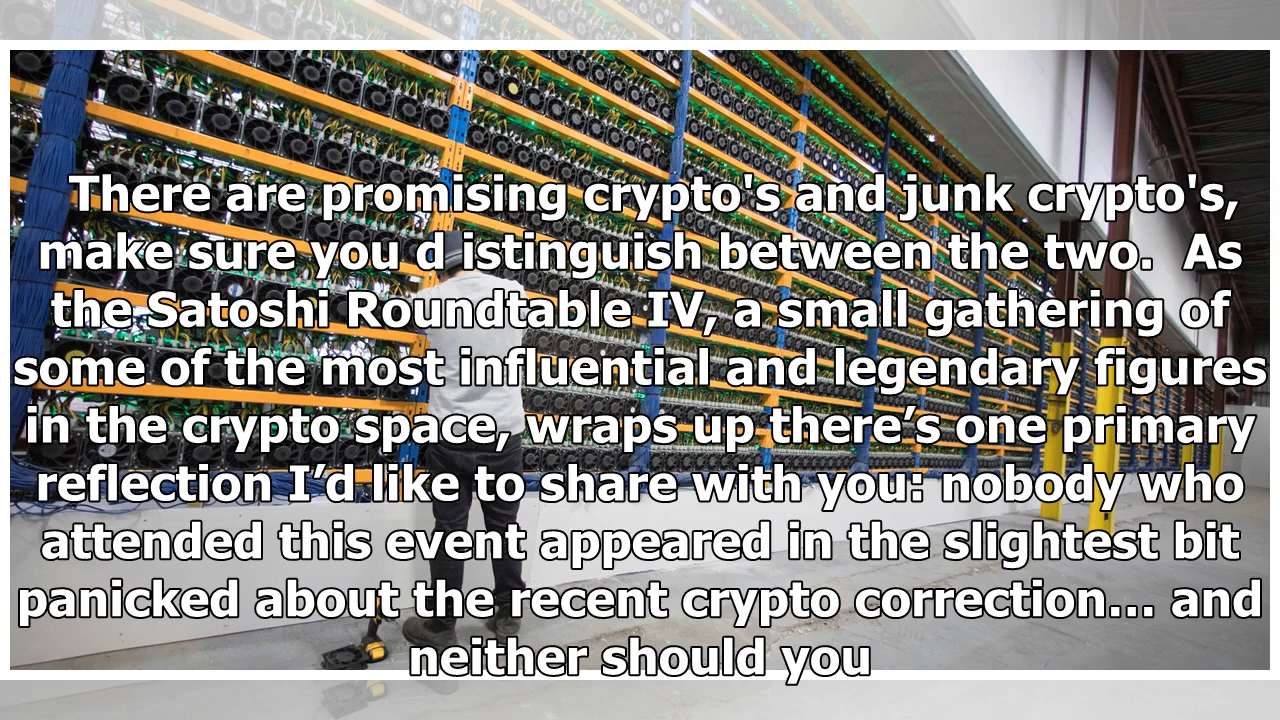 There are promising crypto's and junk crypto's,
make sure you d istinguish between the two.  As
the Satoshi Roundtable IV, a small gathering of
some of the most influential and legendary figures
in the crypto space, wraps up there’s one primary
reflection I’d like to share with you: nobody who
attended this event appeared in the slightest bit
panicked about the recent crypto correction… and
neither should you